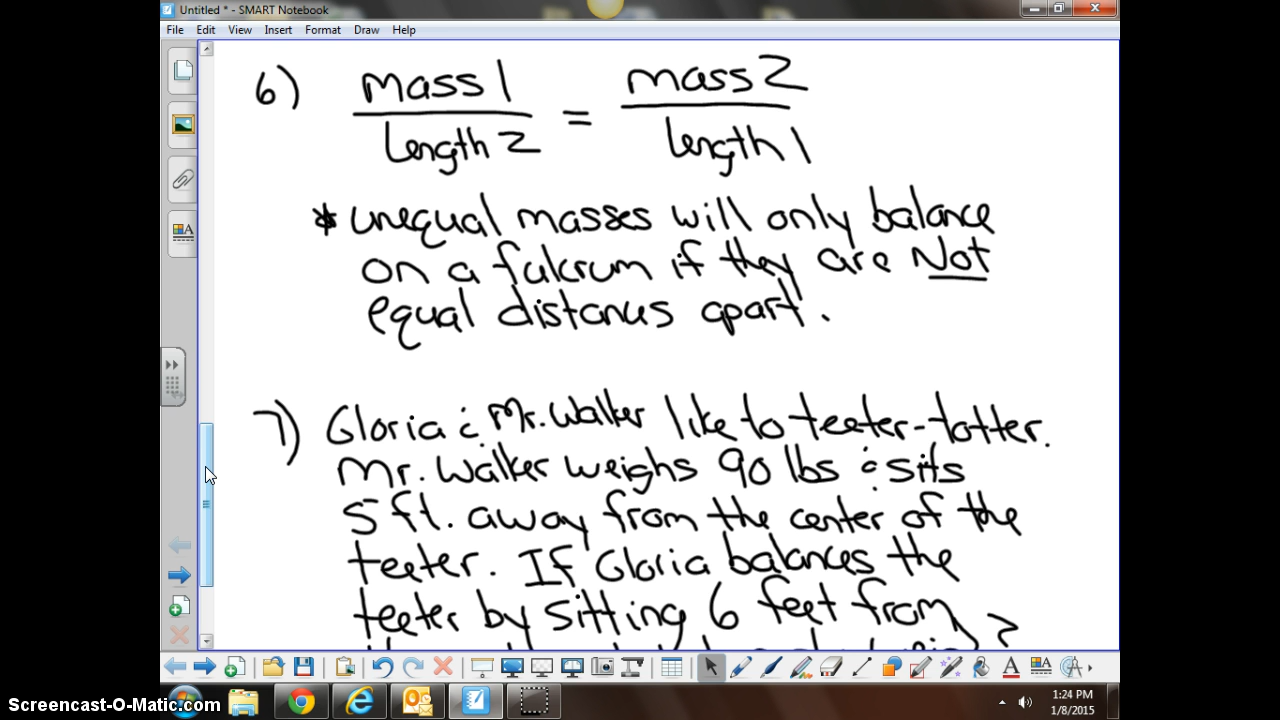 Untitled * - SMART Notebook
File Edit View Insert Format Draw Help
6) mass 1 = mass 2
length 2 length 1
* unequal masses will only balance
on a fulcrum if they are Not
equal distances apart.
7) Gloria & Mr. Walker like to teeter-totter.
Mr. Walker weighs 90 lbs & sits
5 ft. away from the center of the
teeter. If Gloria balances the
teeter by sitting 6 feet from
?
Screencast-O-Matic.com
1:24 PM
1/8/2015